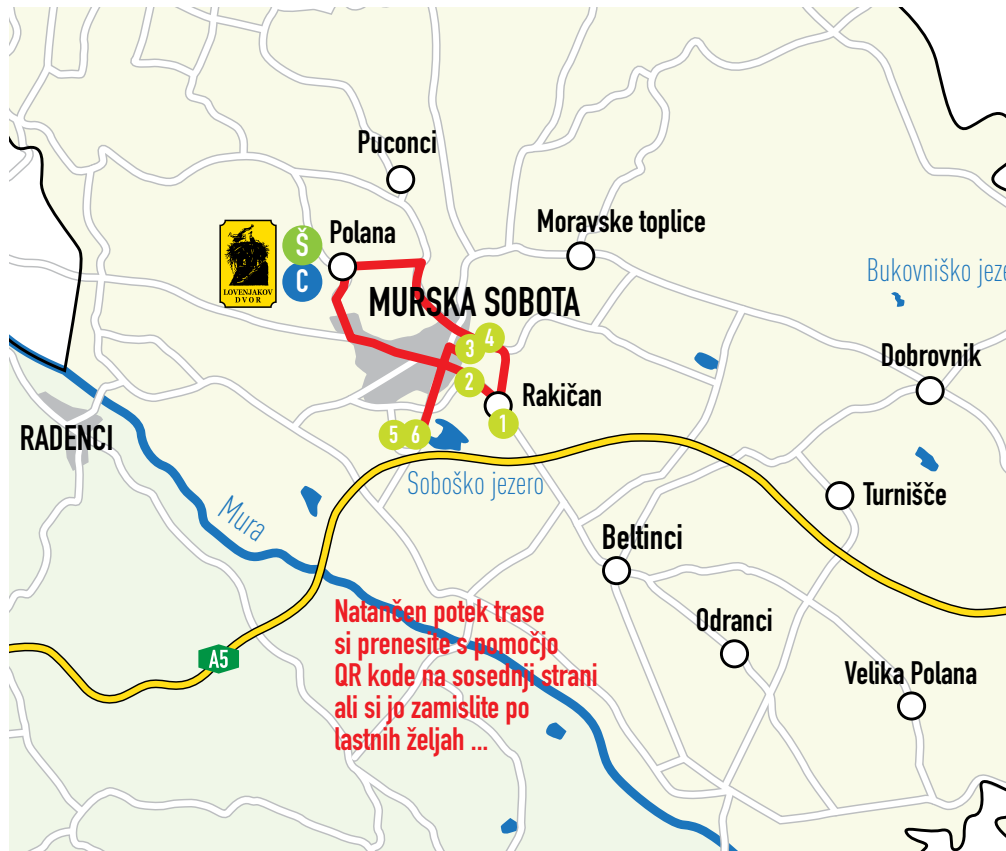 Puconci
Polana
Š
C
LOVENJAKOV
DVOR
Moravske toplice
Bukovniško jeze
MURSKA SOBOTA
3
4
2
Dobrovnik
Rakičan
1
5
6
RADENCI
Soboško jezero
Turnišče
Mura
Beltinci
Natančen potek trase
si prenesite s pomočjo
QR kode na sosednji strani
ali si jo zamislite po
lastnih željah ...
Odranci
A5
Velika Polana